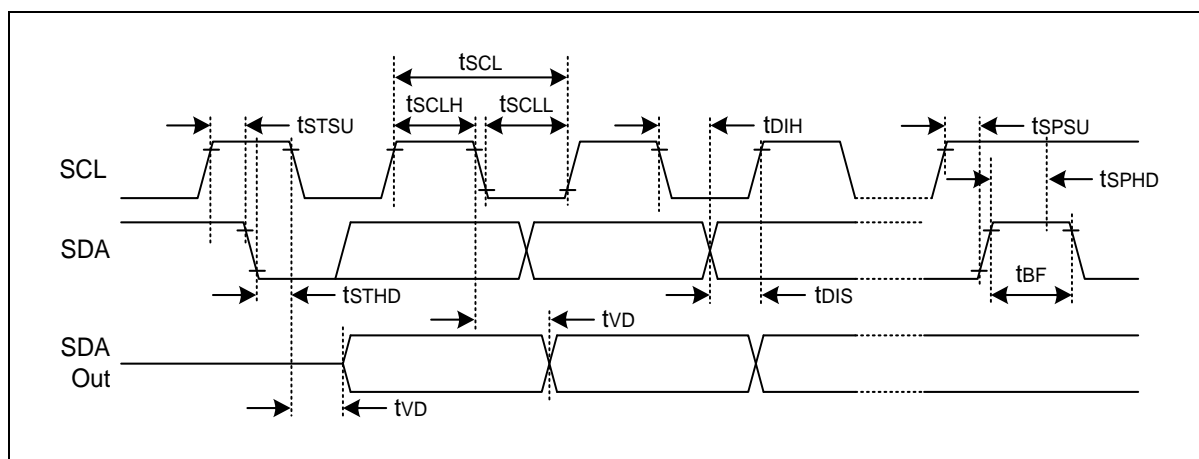 tSCL
tSCLH
tSCLL
tSTSU
tDIH
tSPSU
SCL
tSPHD
SDA
tBF
tSTHD
tDIS
tVD
SDA
Out
tVD